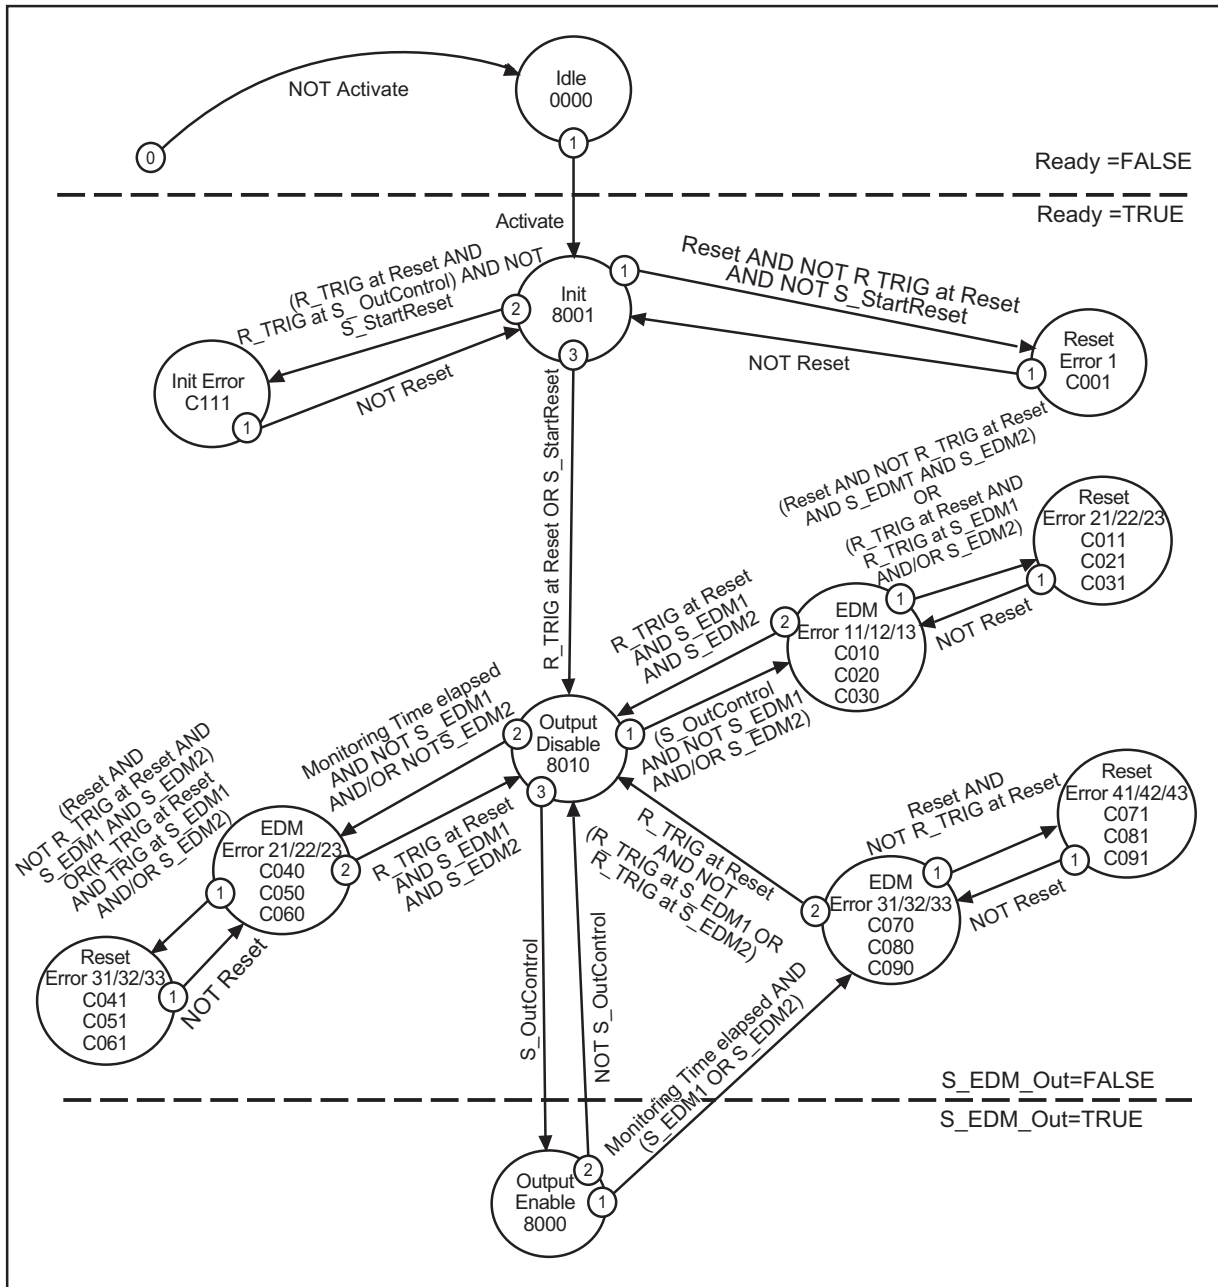 NOT Activate
Idle
0000
0
1
Ready =FALSE
Ready =TRUE
Activate
(R_TRIG at Reset AND
R_TRIG at S_OutControl) AND NOT
S_StartReset
Init
8001
1
2
3
Reset AND NOT R TRIG at Reset
AND NOT S_StartReset
NOT Reset
Reset
Error 1
C001
1
Init Error
C111
1
NOT Reset
R_TRIG at Reset OR S_StartReset
(Reset AND NOT R_TRIG at Reset
AND S_EDMT AND S_EDM2)
OR
(R_TRIG at Reset AND
R_TRIG at S_EDM1
AND/OR S_EDM2)
Reset
Error 21/22/23
C011
C021
C031
1
NOT Reset
EDM
Error 11/12/13
C010
C020
C030
1
2
R_TRIG at Reset
AND S_EDM1
AND S_EDM2
(S_OutControl
AND NOT S_EDM1
AND/OR S_EDM2)
Output
Disable
8010
1
2
3
Monitoring Time elapsed
AND NOT S_EDM1
AND/OR NOTS_EDM2
R_TRIG at Reset
AND S_EDM1
AND S_EDM2
(Reset AND
NOT R_TRIG at Reset AND
S_EDM1 AND S_EDM2)
OR(R_TRIG at Reset
AND TRIG at S_EDM1
AND/OR S_EDM2)
EDM
Error 21/22/23
C040
C050
C060
1
2
Reset
Error 31/32/33
C041
C051
C061
1
NOT Reset
R_TRIG at Reset
AND NOT
(R_TRIG at S_EDM1 OR
R_TRIG at S_EDM2)
Reset AND
NOT R_TRIG at Reset
Reset
Error 41/42/43
C071
C081
C091
1
NOT Reset
EDM
Error 31/32/33
C070
C080
C090
1
2
S_OutControl
NOT S_OutControl
Monitoring Time elapsed AND
(S_EDM1 OR S_EDM2)
S_EDM_Out=FALSE
S_EDM_Out=TRUE
Output
Enable
8000
2
1